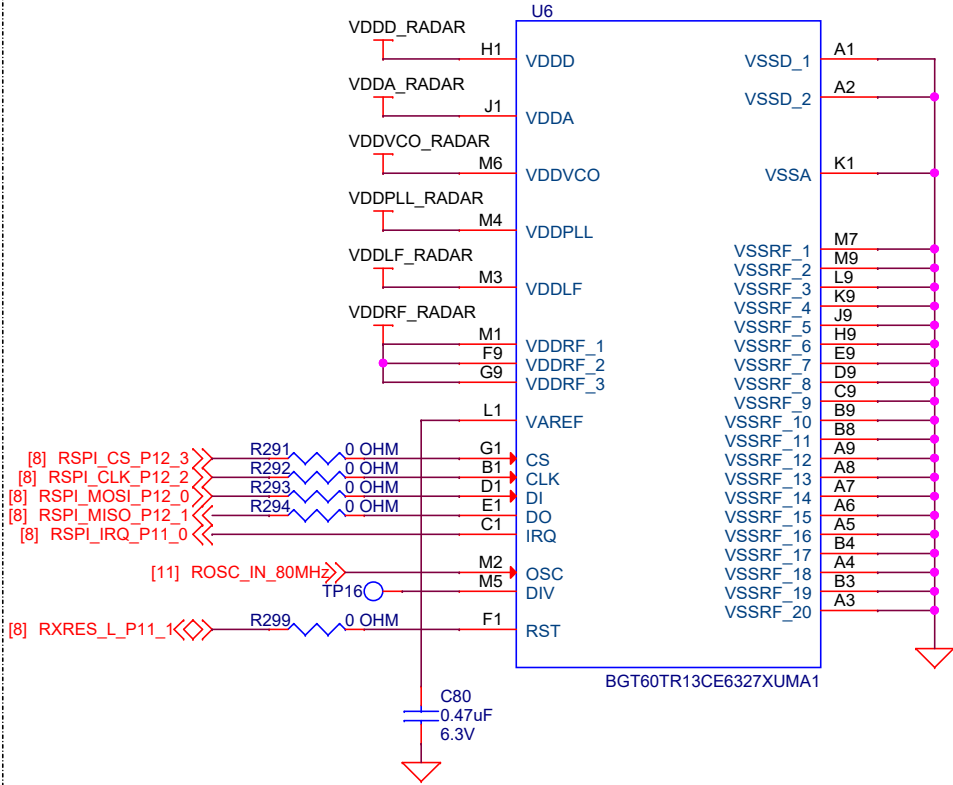 U6
VDDD_RADAR
H1 VDDD
VDDA_RADAR
J1 VDDA
VDDVCO_RADAR
M6 VDDVCO
VDDPLL_RADAR
M4 VDDPLL
VDDLF_RADAR
M3 VDDLF
VDDRF_RADAR
M1 VDDRF_1
F9 VDDRF_2
G9 VDDRF_3
L1 VAREF
[8] RSPI_CS_P12_3 R291 0 OHM G1 CS
[8] RSPI_CLK_P12_2 R292 0 OHM B1 CLK
[8] RSPI_MOSI_P12_0 R293 0 OHM D1 DI
[8] RSPI_MISO_P12_1 R294 0 OHM E1 DO
[8] RSPI_IRQ_P11_0 C1 IRQ
[11] ROSC_IN_80MHz M2 OSC
TP16 M5 DIV
[8] RXRES_L_P11_1 R299 0 OHM F1 RST
VSSD_1 A1
VSSD_2 A2
VSSA K1
VSSRF_1 M7
VSSRF_2 M9
VSSRF_3 L9
VSSRF_4 K9
VSSRF_5 J9
VSSRF_6 H9
VSSRF_7 E9
VSSRF_8 D9
VSSRF_9 C9
VSSRF_10 B9
VSSRF_11 B8
VSSRF_12 A9
VSSRF_13 A8
VSSRF_14 A7
VSSRF_15 A6
VSSRF_16 A5
VSSRF_17 B4
VSSRF_18 A4
VSSRF_19 B3
VSSRF_20 A3
BGT60TR13CE6327XUMA1
C80
0.47uF
6.3V